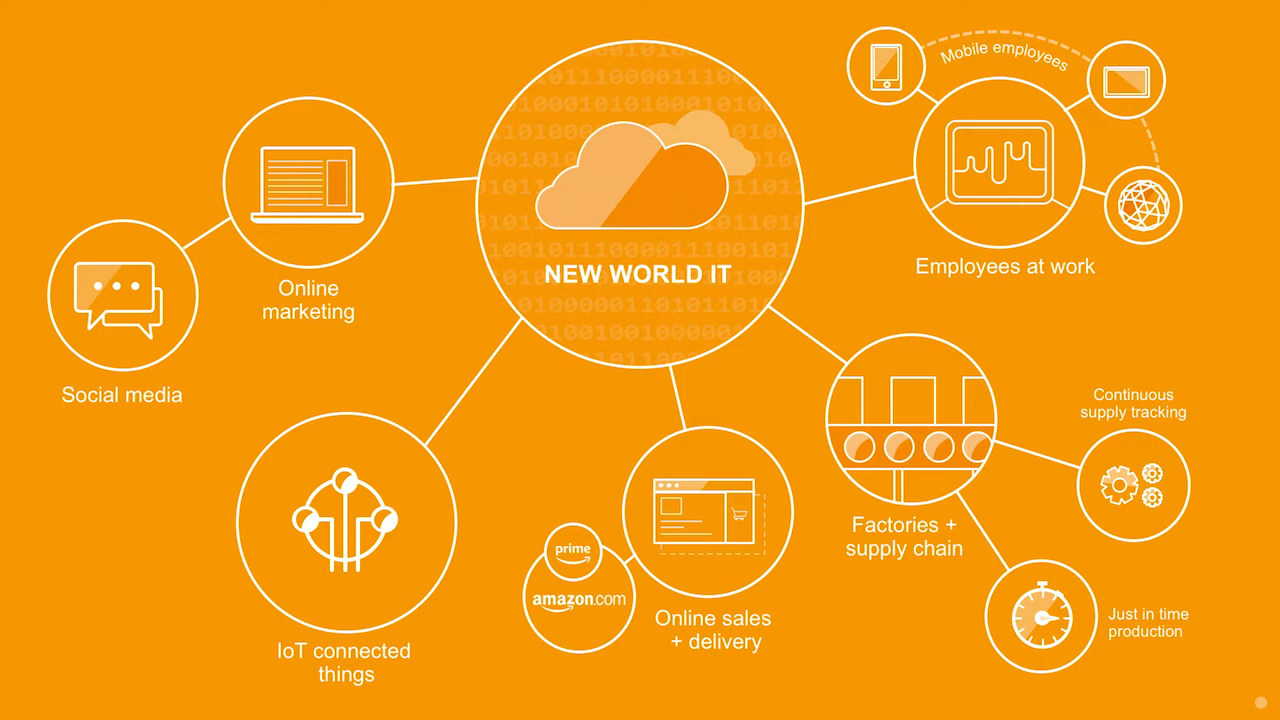 Mobile employees
NEW WORLD IT
Employees at work
Online
marketing
Social media
Continuous
supply tracking
Factories +
supply chain
prime
amazon.com
Online sales
+ delivery
Just in time
production
IoT connected
things